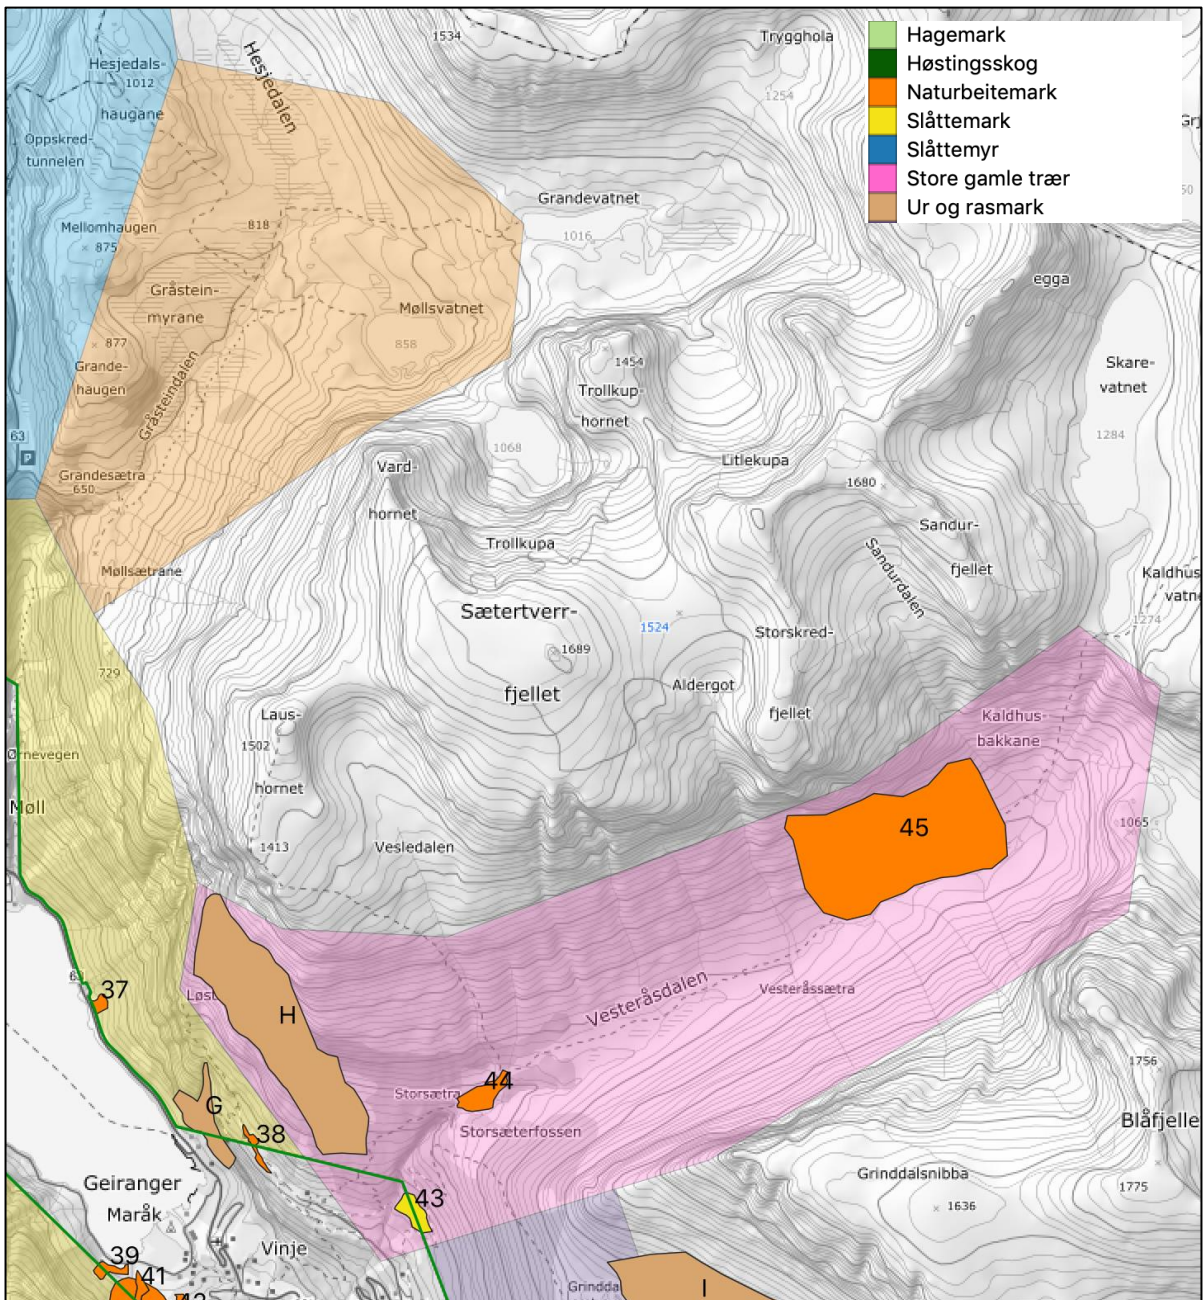 Hagemark
Høstingsskog
Naturbeitemark
Slåttemark
Slåttemyr
Store gamle trær
Ur og rasmark
1534
Trygghola
1254
Hesjedals-
1012
haugane
Hesjedalen
Oppskred-
tunnelen
Mellomhaugen
875
818
Grandevatnet
1016
egga
Gråstein-
myrane
Møllsvatnet
858
877
Grande-
haugen
Gråsteindalen
1454
Trollkup-
hornet
Skare-
vatnet
1284
63
P
Grandesætra
650
Vard-
hornet
1068
Litlekupa
1680
Sandur-
fjellet
Sandurdalen
Trollkupa
Møllsætrane
Kaldhus
vatne
1274
Sætertverr-
fjellet
1689
1524
Storskred-
fjellet
Aldergot
729
Laus-
hornet
1502
Kaldhus-
bakkane
Ørnevegen
Møll
1413
Vesledalen
45
1065
37
Løst
H
Vesteråsdalen
Vesteråssætra
44
Storsætra
Storsæterfossen
G
38
1756
Blåfjelle
Grinddalsnibba
1636
1775
43
Geiranger
Maråk
Vinje
39
41
Grindda
I